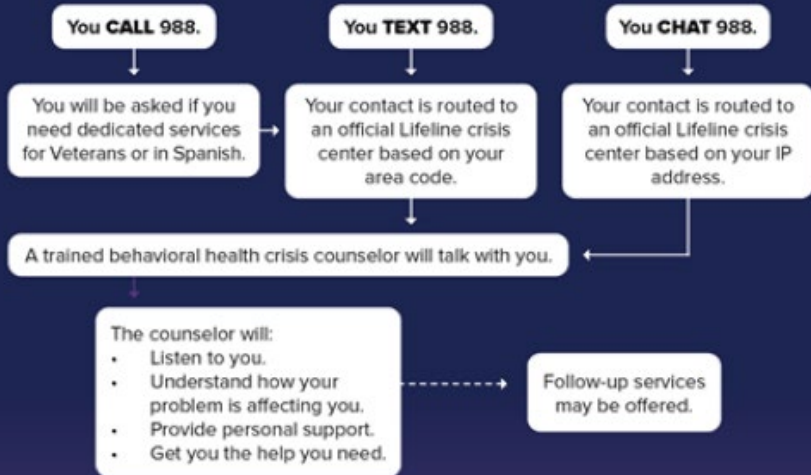 You CALL 988.
You TEXT 988.
You CHAT 988.
You will be asked if you
need dedicated services
for Veterans or in Spanish.
Your contact is routed to
an official Lifeline crisis
center based on your
area code.
Your contact is routed to
an official Lifeline crisis
center based on your IP
address.
A trained behavioral health crisis counselor will talk with you.
The counselor will:
• Listen to you.
• Understand how your
problem is affecting you.
• Provide personal support.
• Get you the help you need.
Follow-up services
may be offered.